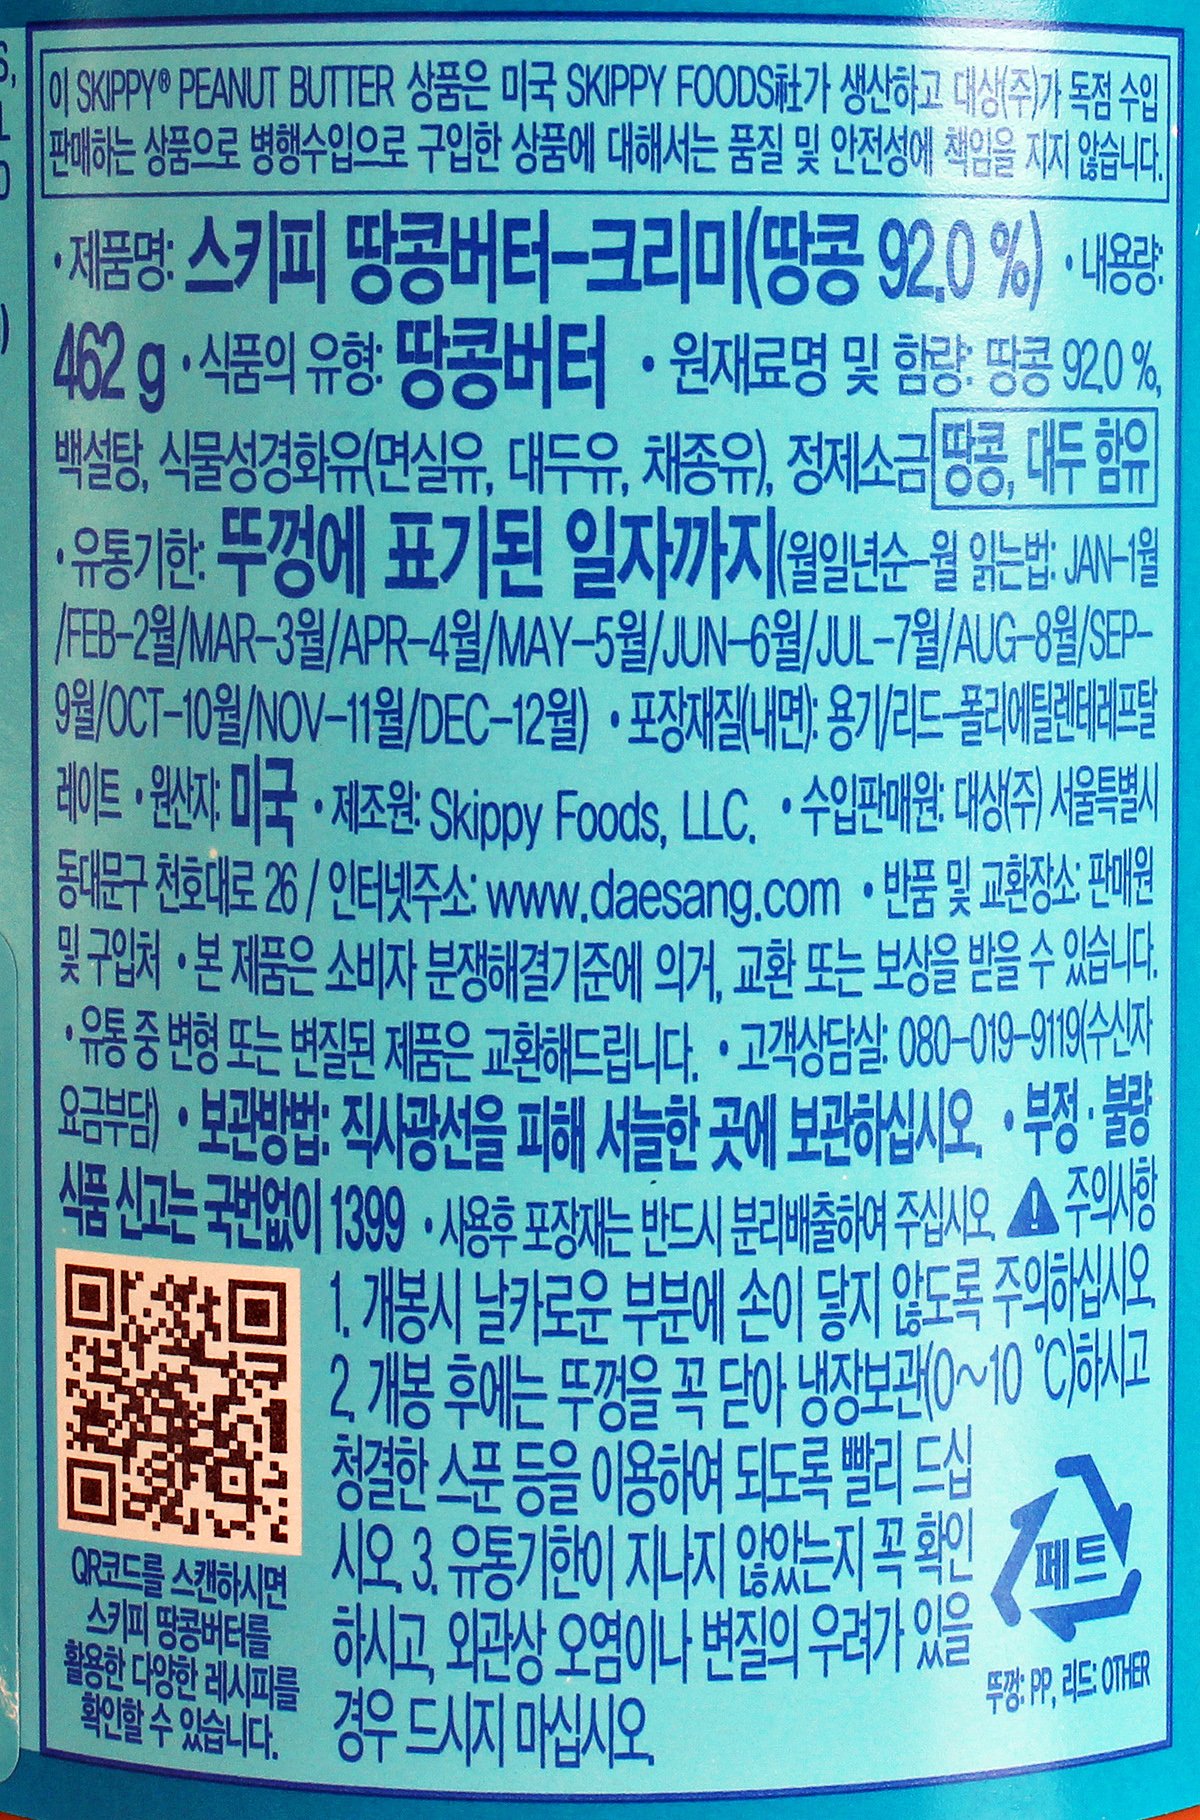 이 SKIPPY® PEANUT BUTTER 상품은 미국 SKIPPY FOODS社가 생산하고 대상(주)가 독점 수입
판매하는 상품으로 병행수입으로 구입한 상품에 대해서는 품질 및 안전성에 책임을 지지 않습니다.
•제품명: 스키피 땅콩버터-크리미(땅콩 92.0 %) •내용량:
462 g •식품의 유형: 땅콩버터 •원재료명 및 함량: 땅콩 92.0 %,
백설탕, 식물성경화유(면실유, 대두유, 채종유), 정제소금 땅콩, 대두 함유
•유통기한: 뚜껑에 표기된 일자까지(월일년순-월 읽는법: JAN-1월
/FEB-2월/MAR-3월/APR-4월/MAY-5월/JUN-6월/JUL-7월/AUG-8월/SEP-
9월/OCT-10월/NOV-11월/DEC-12월) •포장재질(내면): 용기/리드-폴리에틸렌테레프탈
레이트 •원산지: 미국 •제조원: Skippy Foods, LLC. •수입판매원: 대상(주) 서울특별시
동대문구 천호대로 26 / 인터넷주소: www.daesang.com •반품 및 교환장소: 판매원
및 구입처 •본 제품은 소비자 분쟁해결기준에 의거, 교환 또는 보상을 받을 수 있습니다.
•유통 중 변형 또는 변질된 제품은 교환해드립니다. •고객상담실: 080-019-9119(수신자
요금부담) •보관방법: 직사광선을 피해 서늘한 곳에 보관하십시오. •부정·불량
식품 신고는 국번없이 1399 •사용후 포장재는 반드시 분리배출하여 주십시오. 주의사항
1. 개봉시 날카로운 부분에 손이 닿지 않도록 주의하십시오.
2. 개봉 후에는 뚜껑을 꼭 닫아 냉장보관(0~10 ℃)하시고
청결한 스푼 등을 이용하여 되도록 빨리 드십
시오. 3. 유통기한이 지나지 않았는지 꼭 확인
하시고, 외관상 오염이나 변질의 우려가 있을
경우 드시지 마십시오.
QR코드를 스캔하시면
스키피 땅콩버터를
활용한 다양한 레시피를
확인할 수 있습니다.
페트
뚜껑: PP, 리드: OTHER